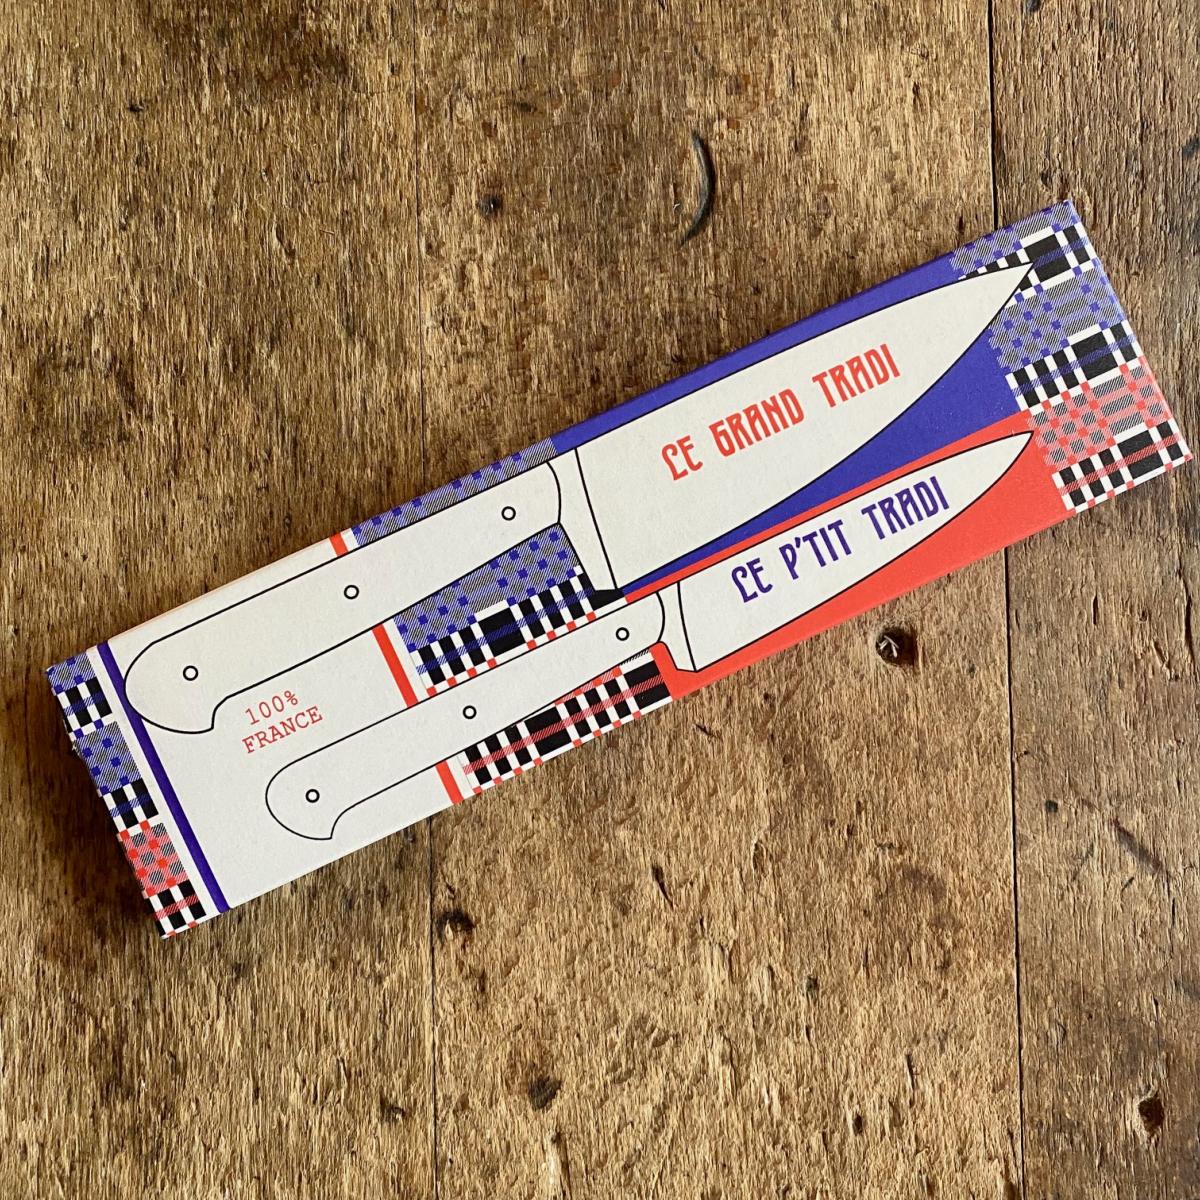 LE GRAND TRADI
LE P'TIT TRADI
100%
FRANCE